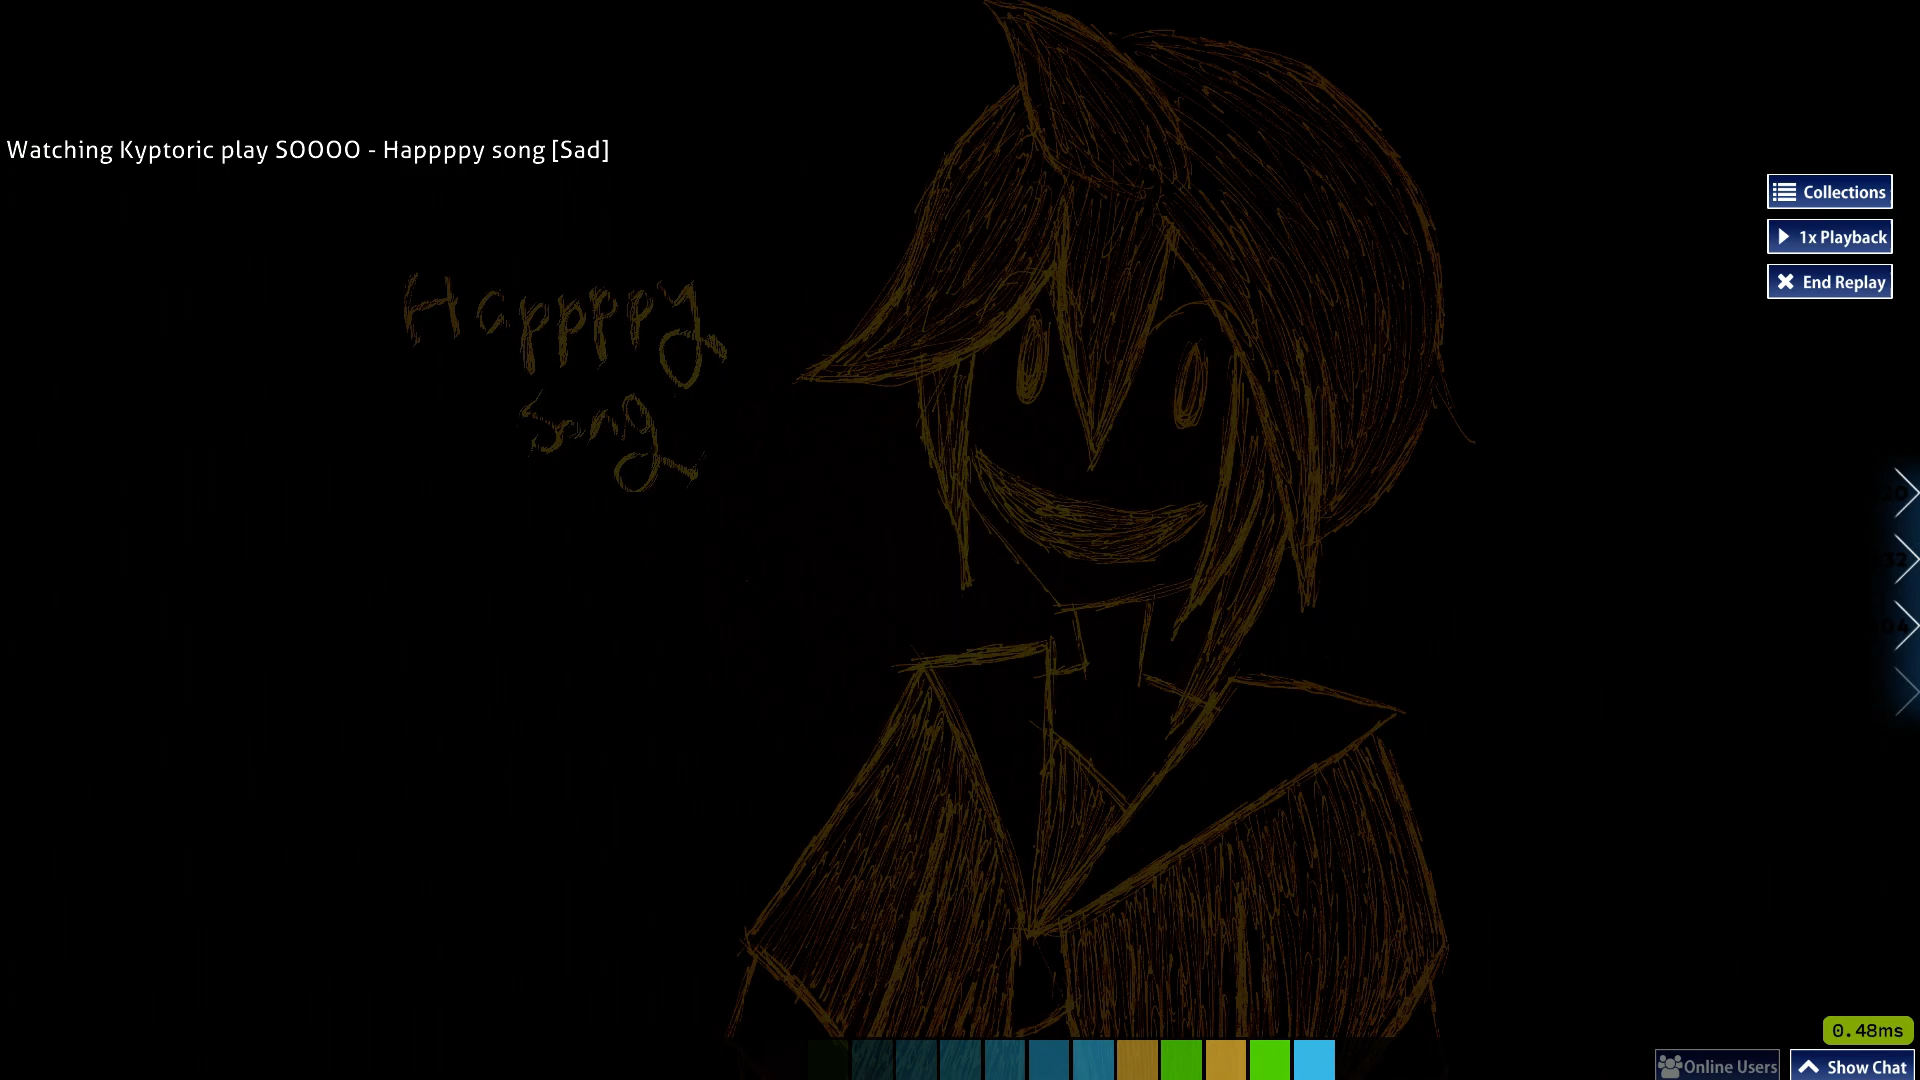 Watching Kyptoric play SOOOO - Happppy song [Sad]
Collections
1x Playback
End Replay
Happppy
song
0.48ms
Online Users
Show Chat